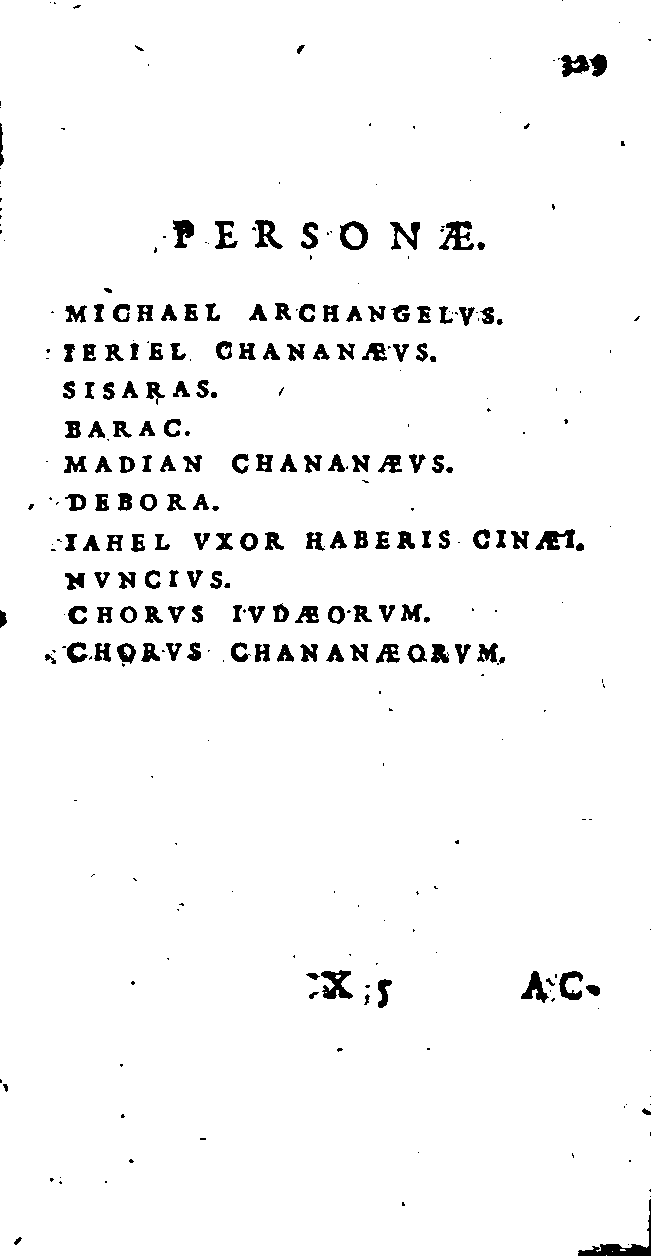 329
PERSONÆ.
MICHAEL ARCHANGELVS.
IERIEL CHANANÆVS.
SISARAS.
BARAC.
MADIAN CHANANÆVS.
DEBORA.
IAHEL VXOR HABERIS CINÆI.
NVNCIVS.
CHORVS IVDÆORVM.
CHORVS CHANANÆORVM.
X 5 AC-